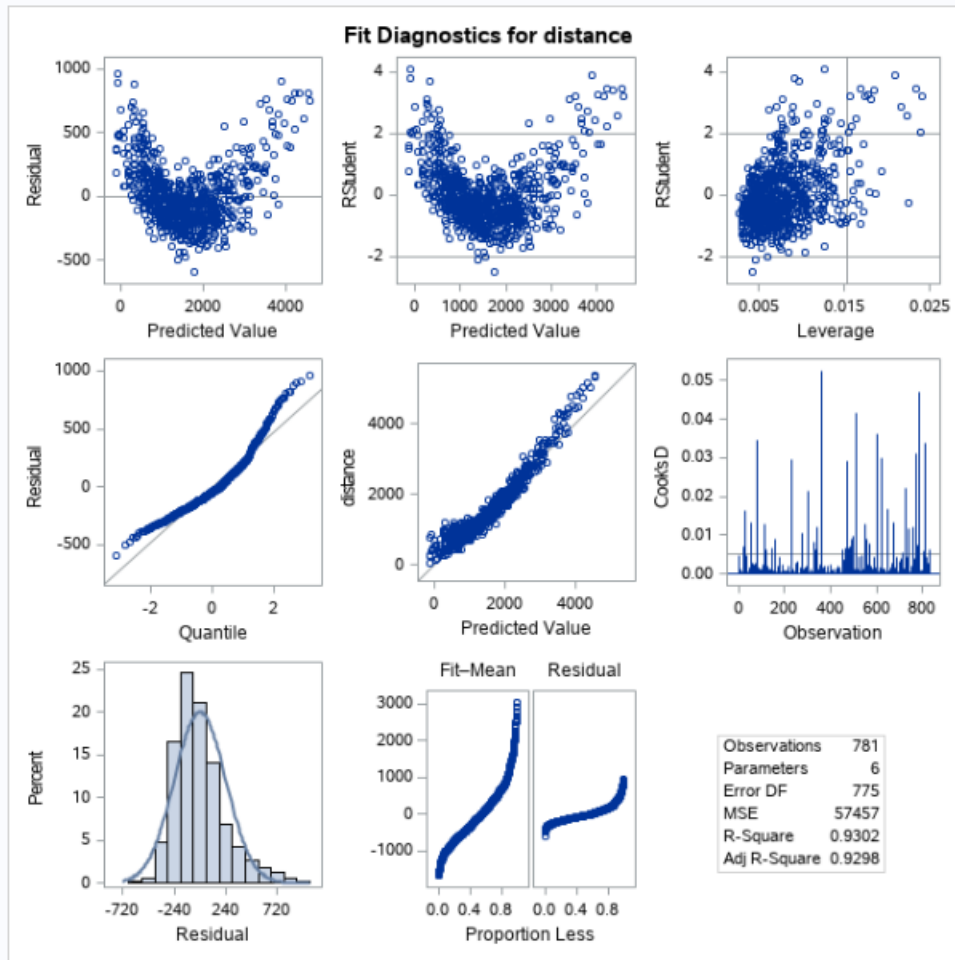 Fit Diagnostics for distance
1000
500
0
-500
Residual
0 2000 4000
Predicted Value
4
2
0
-2
RStudent
0 1000 2000 3000 4000
Predicted Value
4
2
0
-2
RStudent
0.005 0.015 0.025
Leverage
1000
500
0
-500
Residual
-2 0 2
Quantile
4000
2000
0
distance
0 2000 4000
Predicted Value
0.05
0.04
0.03
0.02
0.01
0.00
Cook's D
0 200 400 600 800
Observation
25
20
15
10
5
0
Percent
-720 -240 240 720
Residual
Fit–Mean Residual
3000
2000
1000
0
-1000
0.0 0.4 0.8 0.0 0.4 0.8
Proportion Less
Observations 781
Parameters 6
Error DF 775
MSE 57457
R-Square 0.9302
Adj R-Square 0.9298